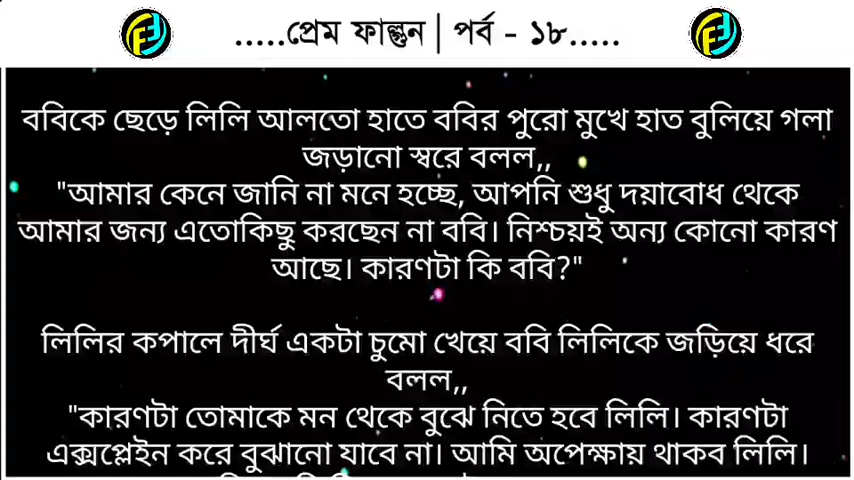 .....প্রেম ফাল্গুন | পর্ব - ১৮.....
ববিকে ছেড়ে লিলি আলতো হাতে ববির পুরো মুখে হাত বুলিয়ে গলা
জড়ানো স্বরে বলল,,
"আমার কেনে জানি না মনে হচ্ছে, আপনি শুধু দয়াবোধ থেকে
আমার জন্য এতোকিছু করছেন না ববি। নিশ্চয়ই অন্য কোনো কারণ
আছে। কারণটা কি ববি?"
লিলির কপালে দীর্ঘ একটা চুমো খেয়ে ববি লিলিকে জড়িয়ে ধরে
বলল,,
"কারণটা তোমাকে মন থেকে বুঝে নিতে হবে লিলি। কারণটা
এক্সপ্লেইন করে বুঝানো যাবে না। আমি অপেক্ষায় থাকব লিলি।